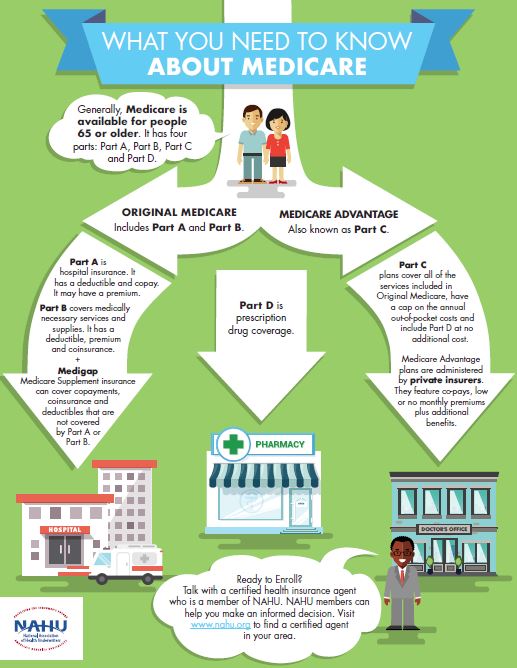 WHAT YOU NEED TO KNOW
ABOUT MEDICARE
Generally, Medicare is
available for people
65 or older. It has four
parts: Part A, Part B, Part C
and Part D.
ORIGINAL MEDICARE
Includes Part A and Part B.
MEDICARE ADVANTAGE
Also known as Part C.
Part A is
hospital insurance. It
has a deductible and copay.
It may have a premium.
Part B covers medically
necessary services and
supplies. It has a
deductible, premium
and coinsurance.
+
Medigap
Medicare Supplement insurance
can cover copayments,
coinsurance and
deductibles that are
not covered
by Part A or
Part B.
Part D is
prescription
drug coverage.
Part C
plans cover all of the
services included in
Original Medicare, have
a cap on the annual
out-of-pocket costs and
include Part D at no
additional cost.
Medicare Advantage
plans are administered
by private insurers.
They feature co-pays, low
or no monthly premiums
plus additional
benefits.
PHARMACY
HOSPITAL
DOCTOR'S OFFICE
Ready to Enroll?
Talk with a certified health insurance agent
who is a member of NAHU. NAHU members can
help you make an informed decision. Visit
www.nahu.org to find a certified agent
in your area.
NAHU
National Association
of Health Underwriters